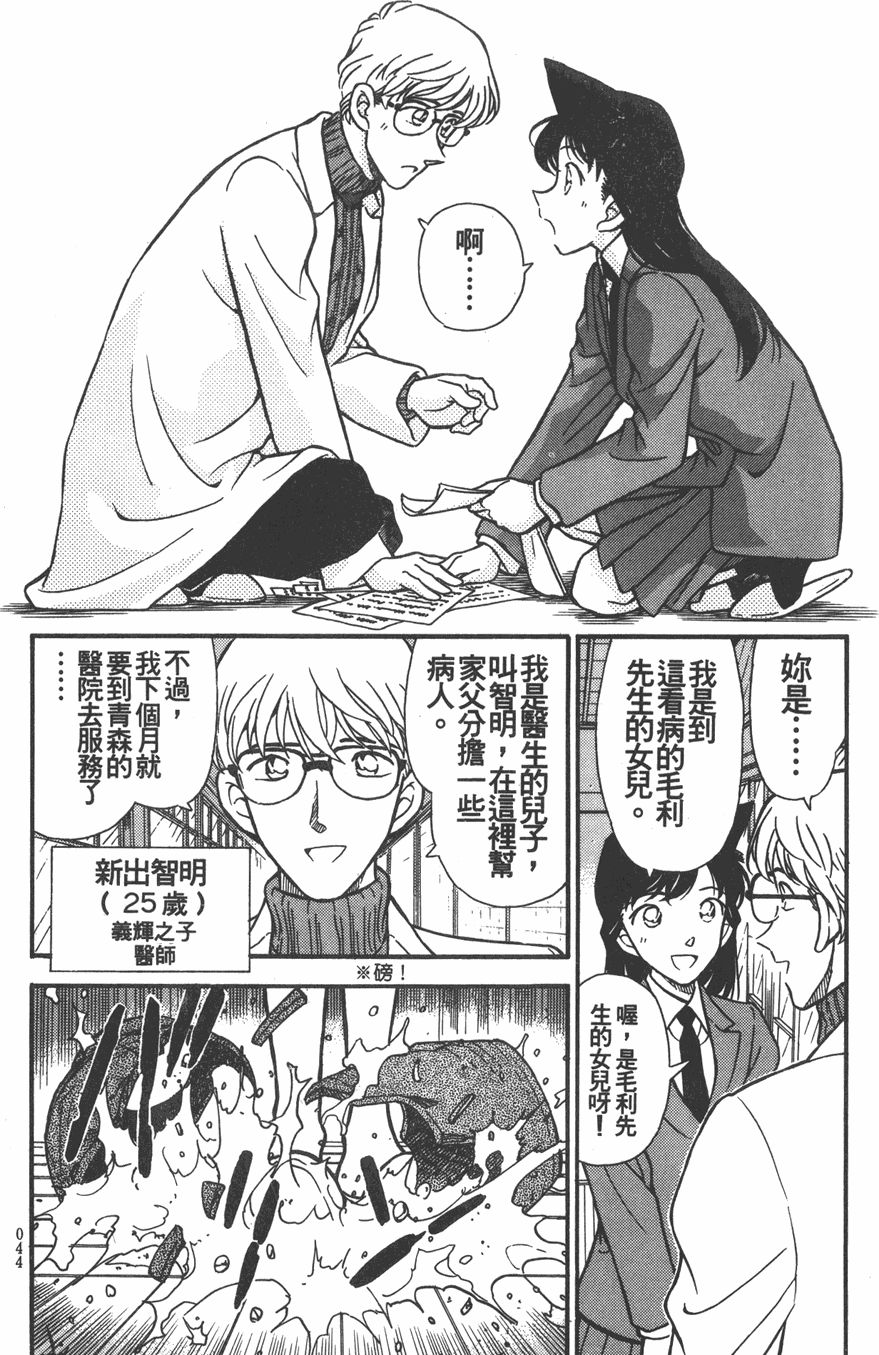 啊
……
妳是……
我是到
這看病的毛利
先生的女兒。
喔，是毛利先
生的女兒呀！
我是醫生的兒子，
叫智明，在這裡幫
家父分擔一些
病人。
不過，
我下個月就
要到青森的
醫院去服務了
……
新出智明
（25歲）
義輝之子
醫師
※磅！
044